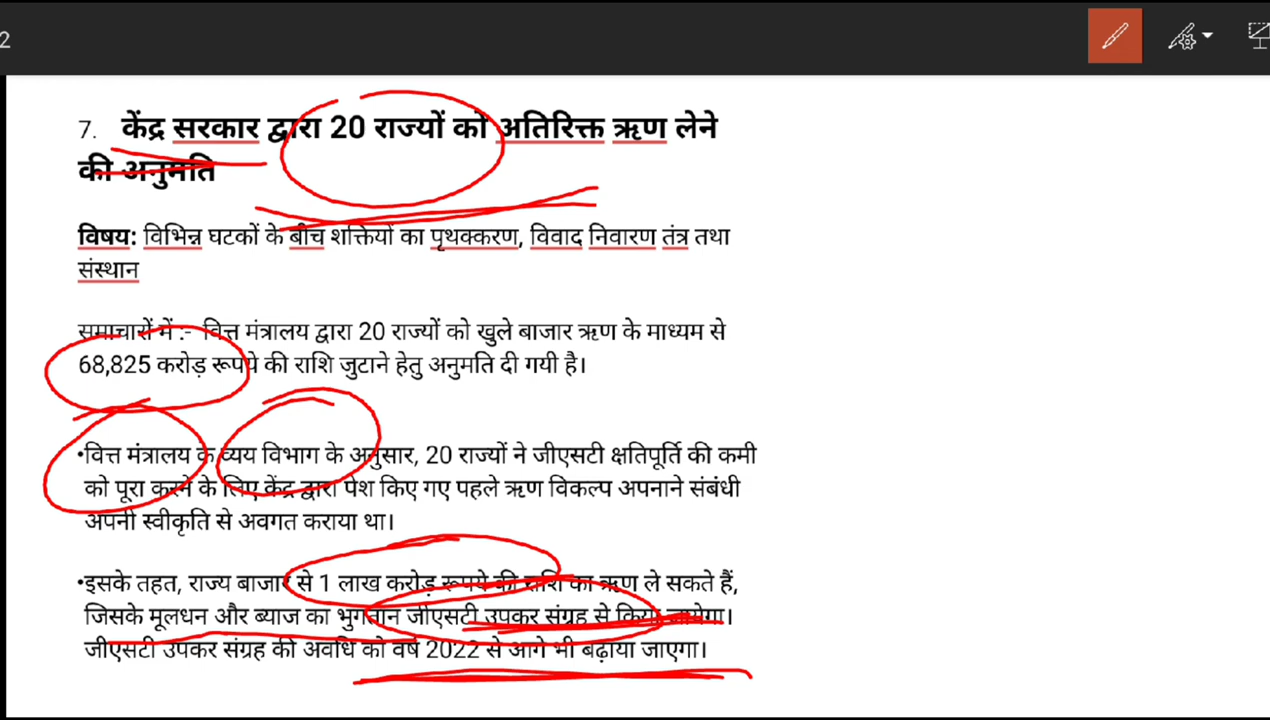 2
7. केंद्र सरकार द्वारा 20 राज्यों को अतिरिक्त ऋण लेने
की अनुमति
विषय: विभिन्न घटकों के बीच शक्तियों का पृथक्करण, विवाद निवारण तंत्र तथा
संस्थान
समाचारों में :- वित्त मंत्रालय द्वारा 20 राज्यों को खुले बाजार ऋण के माध्यम से
68,825 करोड़ रूपये की राशि जुटाने हेतु अनुमति दी गयी है।
•वित्त मंत्रालय के व्यय विभाग के अनुसार, 20 राज्यों ने जीएसटी क्षतिपूर्ति की कमी
को पूरा करने के लिए केंद्र द्वारा पेश किए गए पहले ऋण विकल्प अपनाने संबंधी
अपनी स्वीकृति से अवगत कराया था।
•इसके तहत, राज्य बाजार से 1 लाख करोड़ रूपये की राशि का ऋण ले सकते हैं,
जिसके मूलधन और ब्याज का भुगतान जीएसटी उपकर संग्रह से किया जायेगा।
जीएसटी उपकर संग्रह की अवधि को वर्ष 2022 से आगे भी बढ़ाया जाएगा।